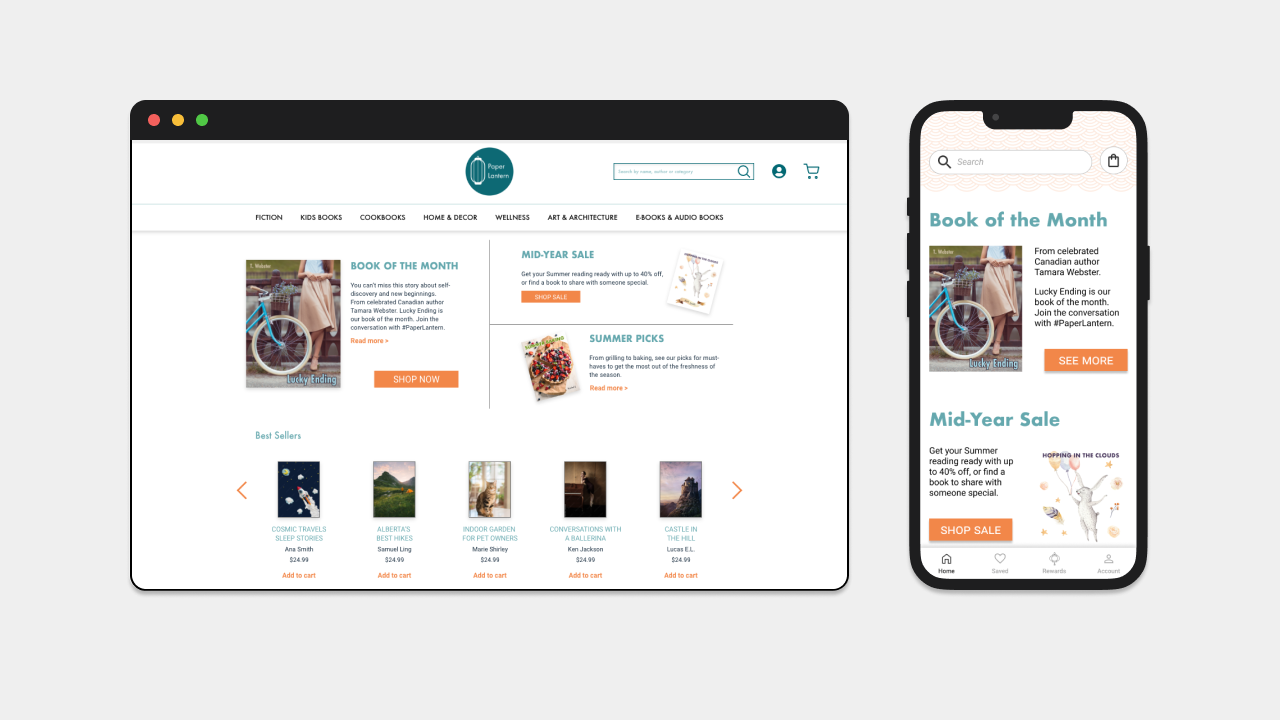 Paper
Lantern
Search by name, author or category
FICTION KIDS BOOKS COOKBOOKS HOME & DECOR WELLNESS ART & ARCHITECTURE E-BOOKS & AUDIO BOOKS
T. Webster
Lucky Ending
BOOK OF THE MONTH
You can't miss this story about self-
discovery and new beginnings.
From celebrated Canadian author
Tamara Webster. Lucky Ending is
our book of the month. Join the
conversation with #PaperLantern.
Read more >
SHOP NOW
MID-YEAR SALE
Get your Summer reading ready with up to 40% off,
or find a book to share with someone special.
SHOP SALE
HOPPING IN THE CLOUDS
SUMMER PICKS
From grilling to baking, see our picks for must-
haves to get the most out of the freshness of
the season.
Read more >
Best Sellers
COSMIC TRAVELS
SLEEP STORIES
Ana Smith
$24.99
Add to cart
ALBERTA'S
BEST HIKES
Samuel Ling
$24.99
Add to cart
INDOOR GARDEN
FOR PET OWNERS
Marie Shirley
$24.99
Add to cart
CONVERSATIONS WITH
A BALLERINA
Ken Jackson
$24.99
Add to cart
CASTLE IN
THE HILL
Lucas E.L.
$24.99
Add to cart
Search
Book of the Month
T. Webster
Lucky Ending
From celebrated
Canadian author
Tamara Webster.
Lucky Ending is our
book of the month.
Join the conversation
with #PaperLantern.
SEE MORE
Mid-Year Sale
Get your Summer
reading ready with up
to 40% off, or find a
book to share with
someone special.
SHOP SALE
HOPPING IN THE CLOUDS
Home Saved Rewards Account